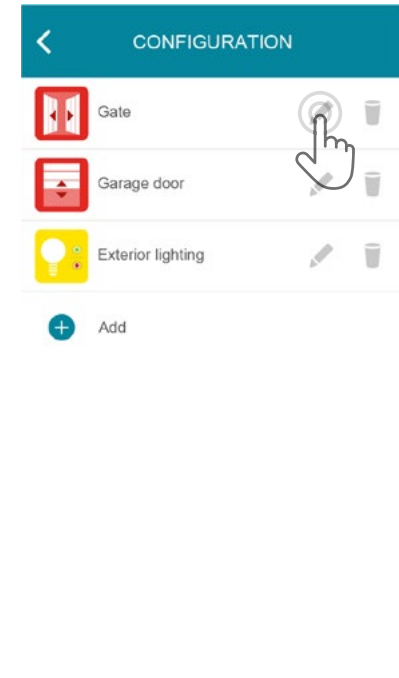 CONFIGURATION
Gate
Garage door
Exterior lighting
Add